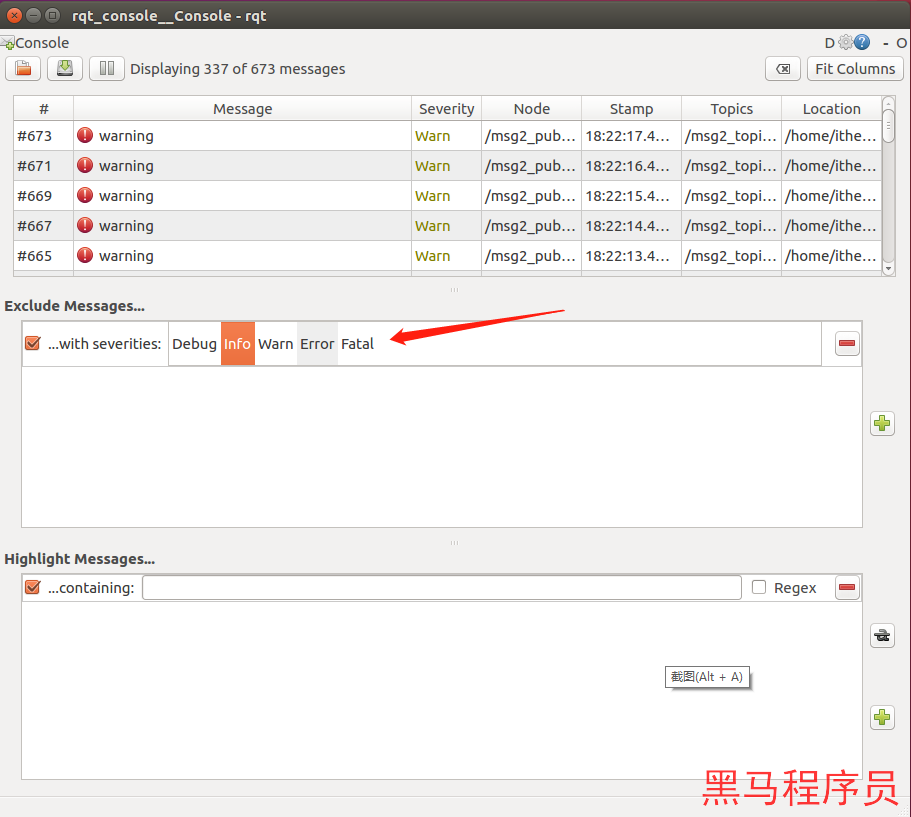 rqt_console__Console - rqt
Console D - O
Displaying 337 of 673 messages Fit Columns
# Message Severity Node Stamp Topics Location
#673 warning Warn /msg2_pub... 18:22:17.4... /msg2_topi... /home/ithe...
#671 warning Warn /msg2_pub... 18:22:16.4... /msg2_topi... /home/ithe...
#669 warning Warn /msg2_pub... 18:22:15.4... /msg2_topi... /home/ithe...
#667 warning Warn /msg2_pub... 18:22:14.4... /msg2_topi... /home/ithe...
#665 warning Warn /msg2_pub... 18:22:13.4... /msg2_topi... /home/ithe...
Exclude Messages...
...with severities: Debug Info Warn Error Fatal
Highlight Messages...
...containing: Regex
截图(Alt + A)
黑马程序员